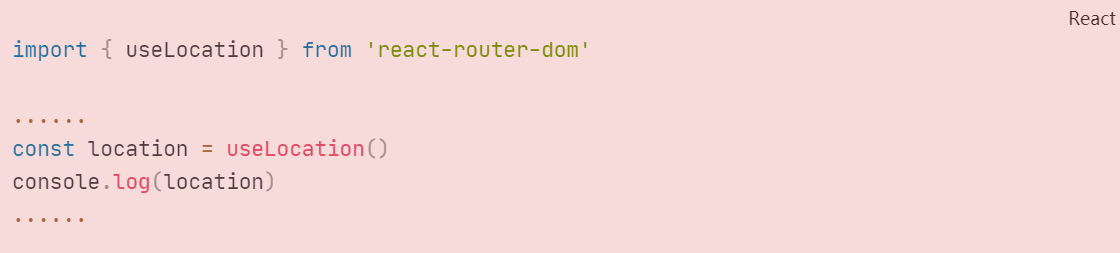 React
import { useLocation } from 'react-router-dom'
......
const location = useLocation()
console.log(location)
......